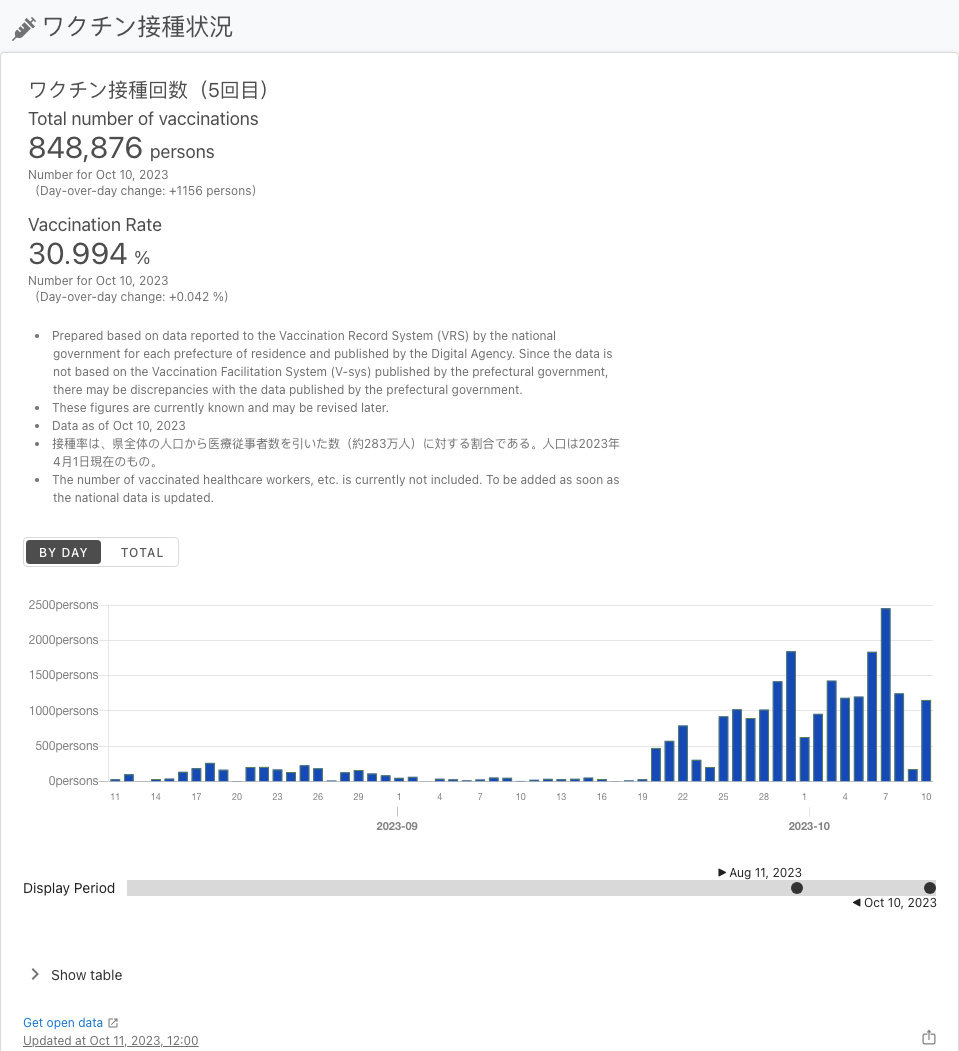 ワクチン接種状況
ワクチン接種回数（5回目）
Total number of vaccinations
848,876 persons
Number for Oct 10, 2023
（Day-over-day change: +1156 persons）
Vaccination Rate
30.994 %
Number for Oct 10, 2023
（Day-over-day change: +0.042 %）
• Prepared based on data reported to the Vaccination Record System (VRS) by the national
government for each prefecture of residence and published by the Digital Agency. Since the data is
not based on the Vaccination Facilitation System (V-sys) published by the prefectural government,
there may be discrepancies with the data published by the prefectural government.
• These figures are currently known and may be revised later.
• Data as of Oct 10, 2023
• 接種率は、県全体の人口から医療従事者数を引いた数（約283万人）に対する割合である。人口は2023年
4月1日現在のもの。
• The number of vaccinated healthcare workers, etc. is currently not included. To be added as soon as
the national data is updated.
BY DAY TOTAL
2500persons
2000persons
1500persons
1000persons
500persons
0persons
11 14 17 20 23 26 29 1 4 7 10 13 16 19 22 25 28 1 4 7 10
2023-09 2023-10
Aug 11, 2023
Display Period
Oct 10, 2023
Show table
Get open data
Updated at Oct 11, 2023, 12:00